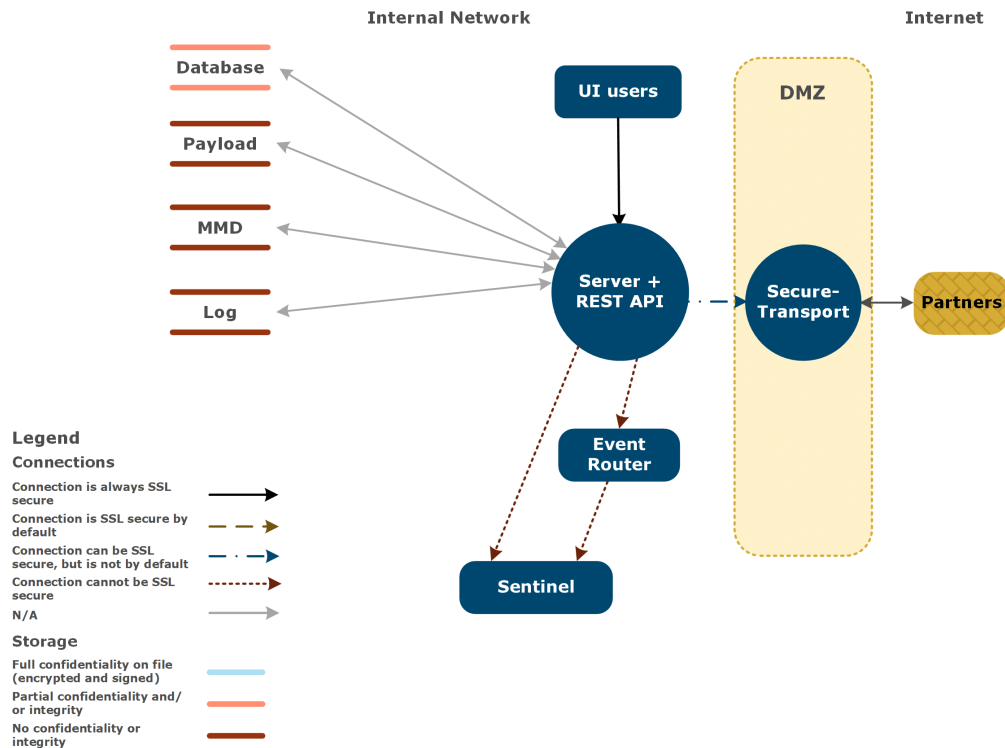 Internal Network
Internet
Database
Payload
MMD
Log
UI users
DMZ
Server +
REST API
Secure-
Transport
Partners
Event
Router
Sentinel
Legend
Connections
Connection is always SSL
secure
Connection is SSL secure by
default
Connection can be SSL
secure, but is not by default
Connection cannot be SSL
secure
N/A
Storage
Full confidentiality on file
(encrypted and signed)
Partial confidentiality and/
or integrity
No confidentiality or
integrity